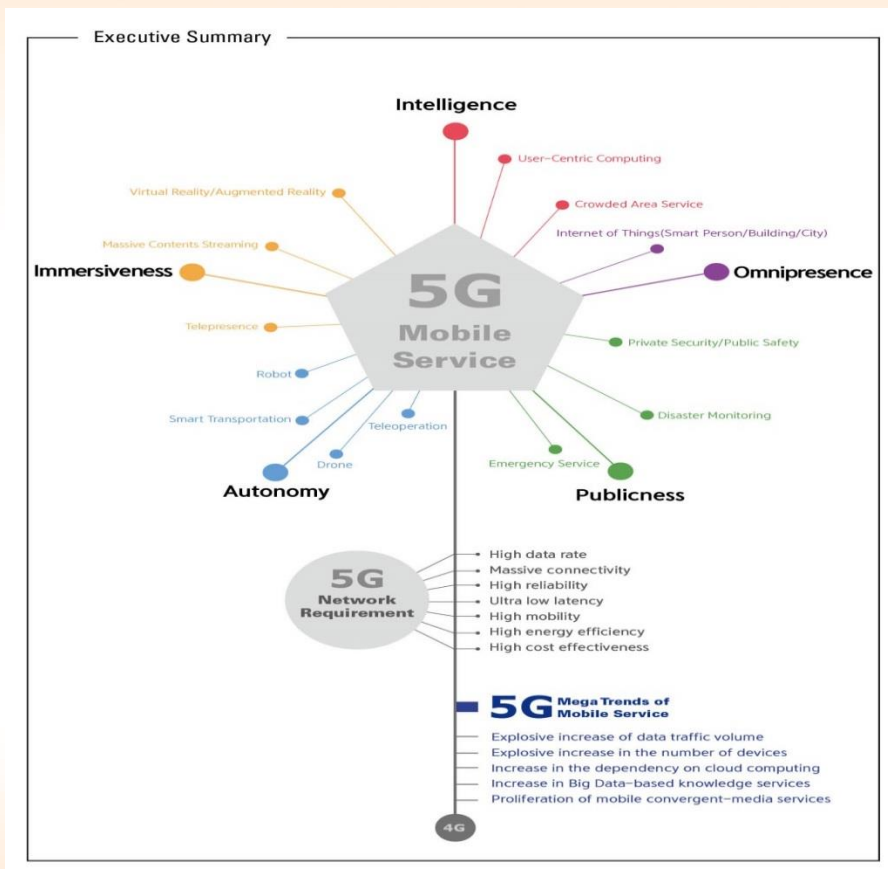 Executive Summary
Intelligence
User-Centric Computing
Virtual Reality/Augmented Reality
Crowded Area Service
Internet of Things(Smart Person/Building/City)
Massive Contents Streaming
Immersiveness
Omnipresence
5G
Mobile
Service
Telepresence
Private Security/Public Safety
Robot
Smart Transportation
Teleoperation
Disaster Monitoring
Drone
Emergency Service
Autonomy
Publicness
5G
Network
Requirement
High data rate
Massive connectivity
High reliability
Ultra low latency
High mobility
High energy efficiency
High cost effectiveness
5G Mega Trends of
Mobile Service
Explosive increase of data traffic volume
Explosive increase in the number of devices
Increase in the dependency on cloud computing
Increase in Big Data-based knowledge services
Proliferation of mobile convergent-media services
4G